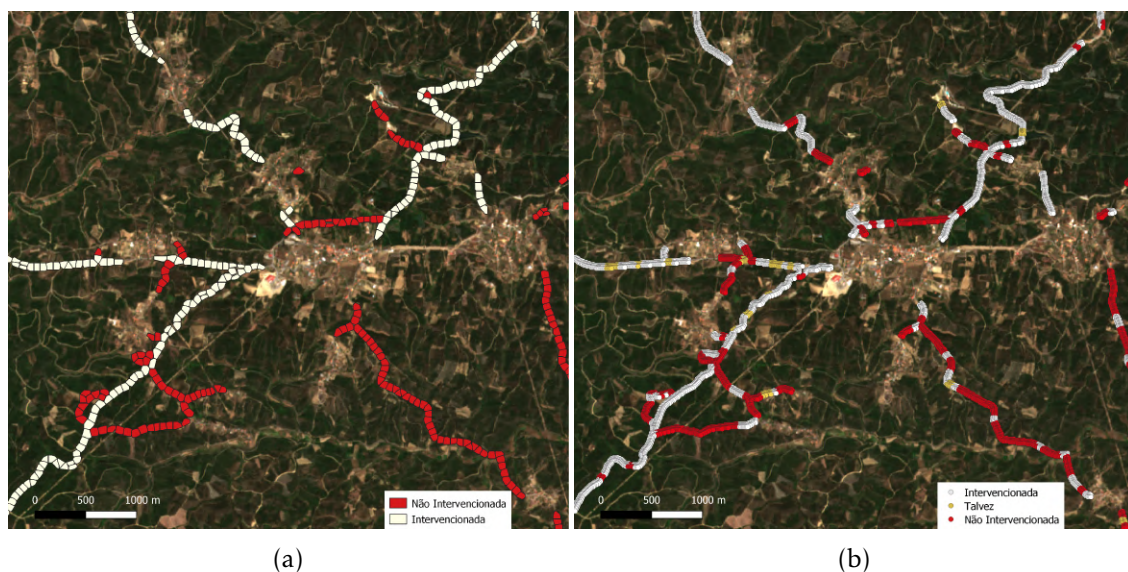 0 500 1000 m
Não Intervencionada
Intervencionada
(a)
0 500 1000 m
Intervencionada
Talvez
Não Intervencionada
(b)